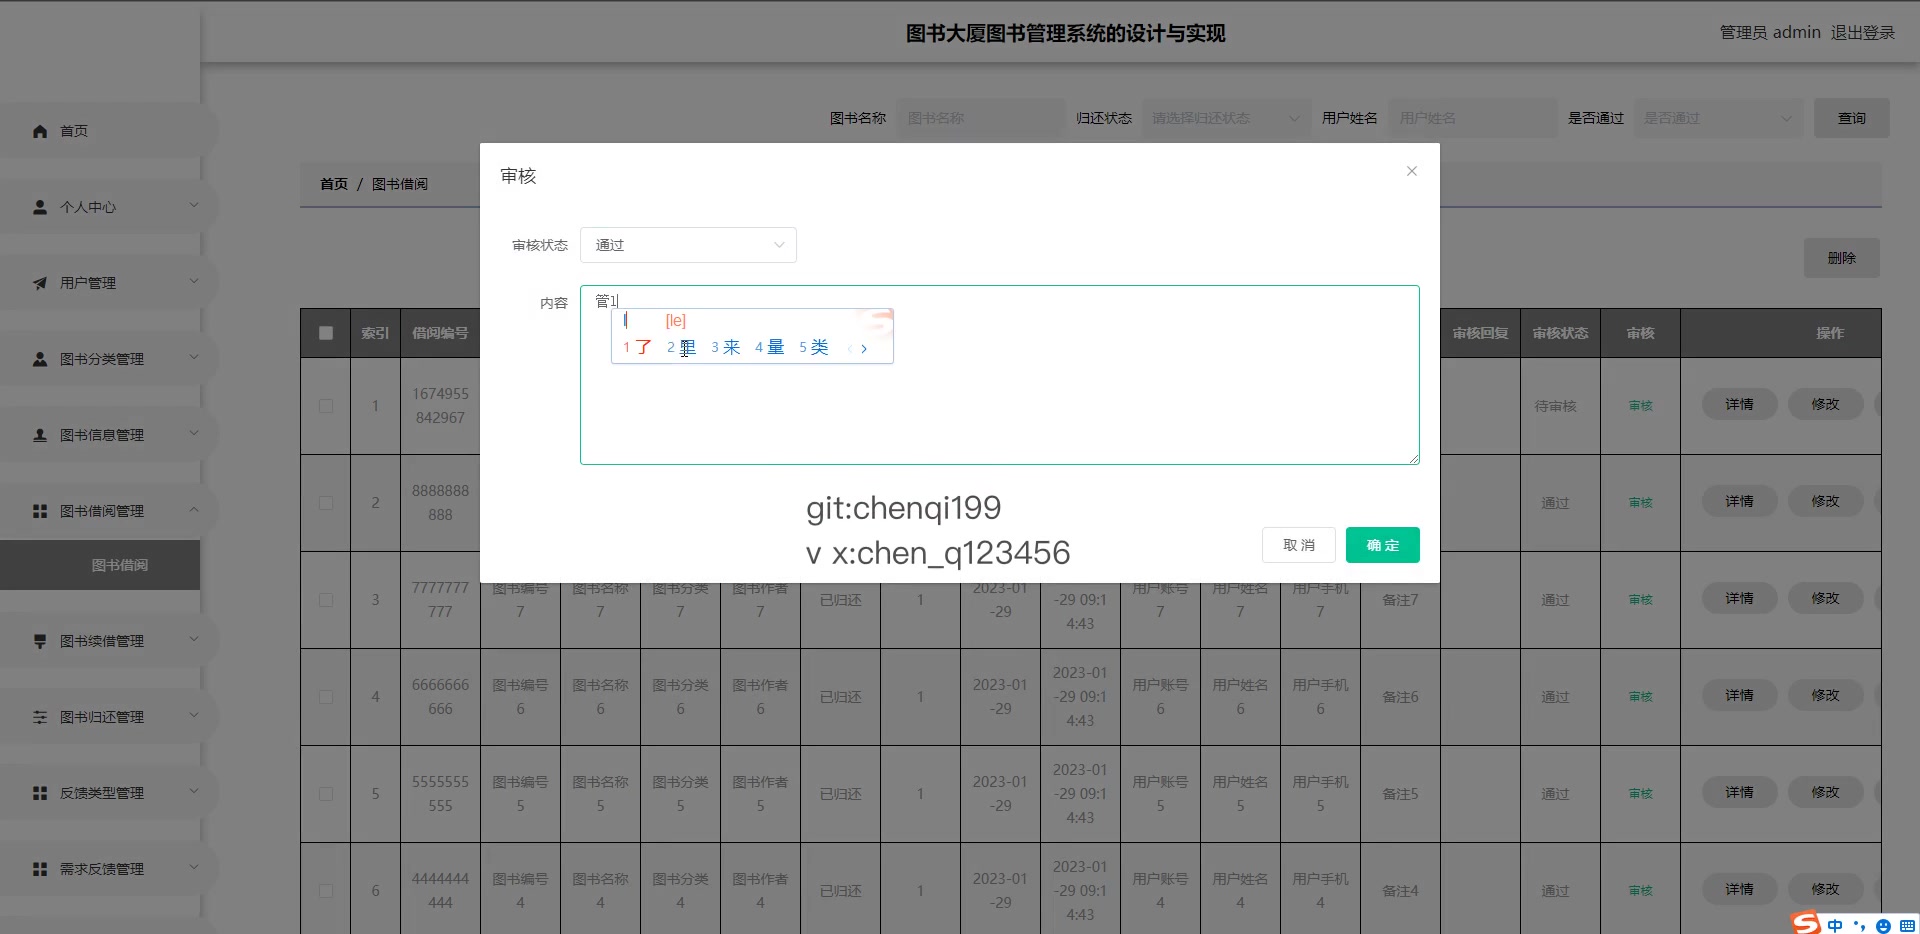 图书大厦图书管理系统的设计与实现
管理员 admin 退出登录
首页
个人中心
用户管理
图书分类管理
图书信息管理
图书借阅管理
图书借阅
图书续借管理
图书归还管理
反馈类型管理
需求反馈管理
图书名称 图书名称 归还状态 请选择归还状态 用户姓名 用户姓名 是否通过 是否通过 查询
首页 / 图书借阅
删除
审核
审核状态 通过
内容 管l
l [le]
1 了 2 里 3 来 4 量 5 类
git:chenqi199
v x:chen_q123456
取 消 确 定
索引 借阅编号 审核回复 审核状态 审核 操作
1 1674955842967 待审核 审核 详情 修改
2 8888888888 通过 审核 详情 修改
3 7777777777 图书编号7 图书名称7 图书分类7 图书作者7 已归还 1 2023-01-29 -29 09:14:43 用户账号7 用户姓名7 用户手机7 备注7 通过 审核 详情 修改
4 6666666666 图书编号6 图书名称6 图书分类6 图书作者6 已归还 1 2023-01-29 2023-01-29 09:14:43 用户账号6 用户姓名6 用户手机6 备注6 通过 审核 详情 修改
5 5555555555 图书编号5 图书名称5 图书分类5 图书作者5 已归还 1 2023-01-29 2023-01-29 09:14:43 用户账号5 用户姓名5 用户手机5 备注5 通过 审核 详情 修改
6 4444444444 图书编号4 图书名称4 图书分类4 图书作者4 已归还 1 2023-01-29 2023-01-29 09:14:43 用户账号4 用户姓名4 用户手机4 备注4 通过 审核 详情 修改
S 中